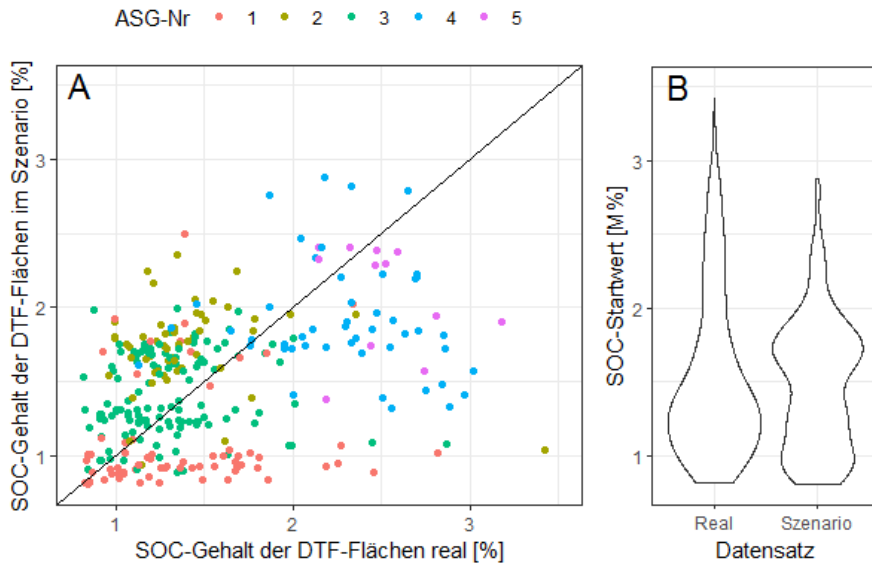 ASG-Nr 1 2 3 4 5
A
SOC-Gehalt der DTF-Flächen im Szenario [%]
3
2
1
1 2 3
SOC-Gehalt der DTF-Flächen real [%]
B
SOC-Startwert [M %]
3
2
1
Real Szenario
Datensatz